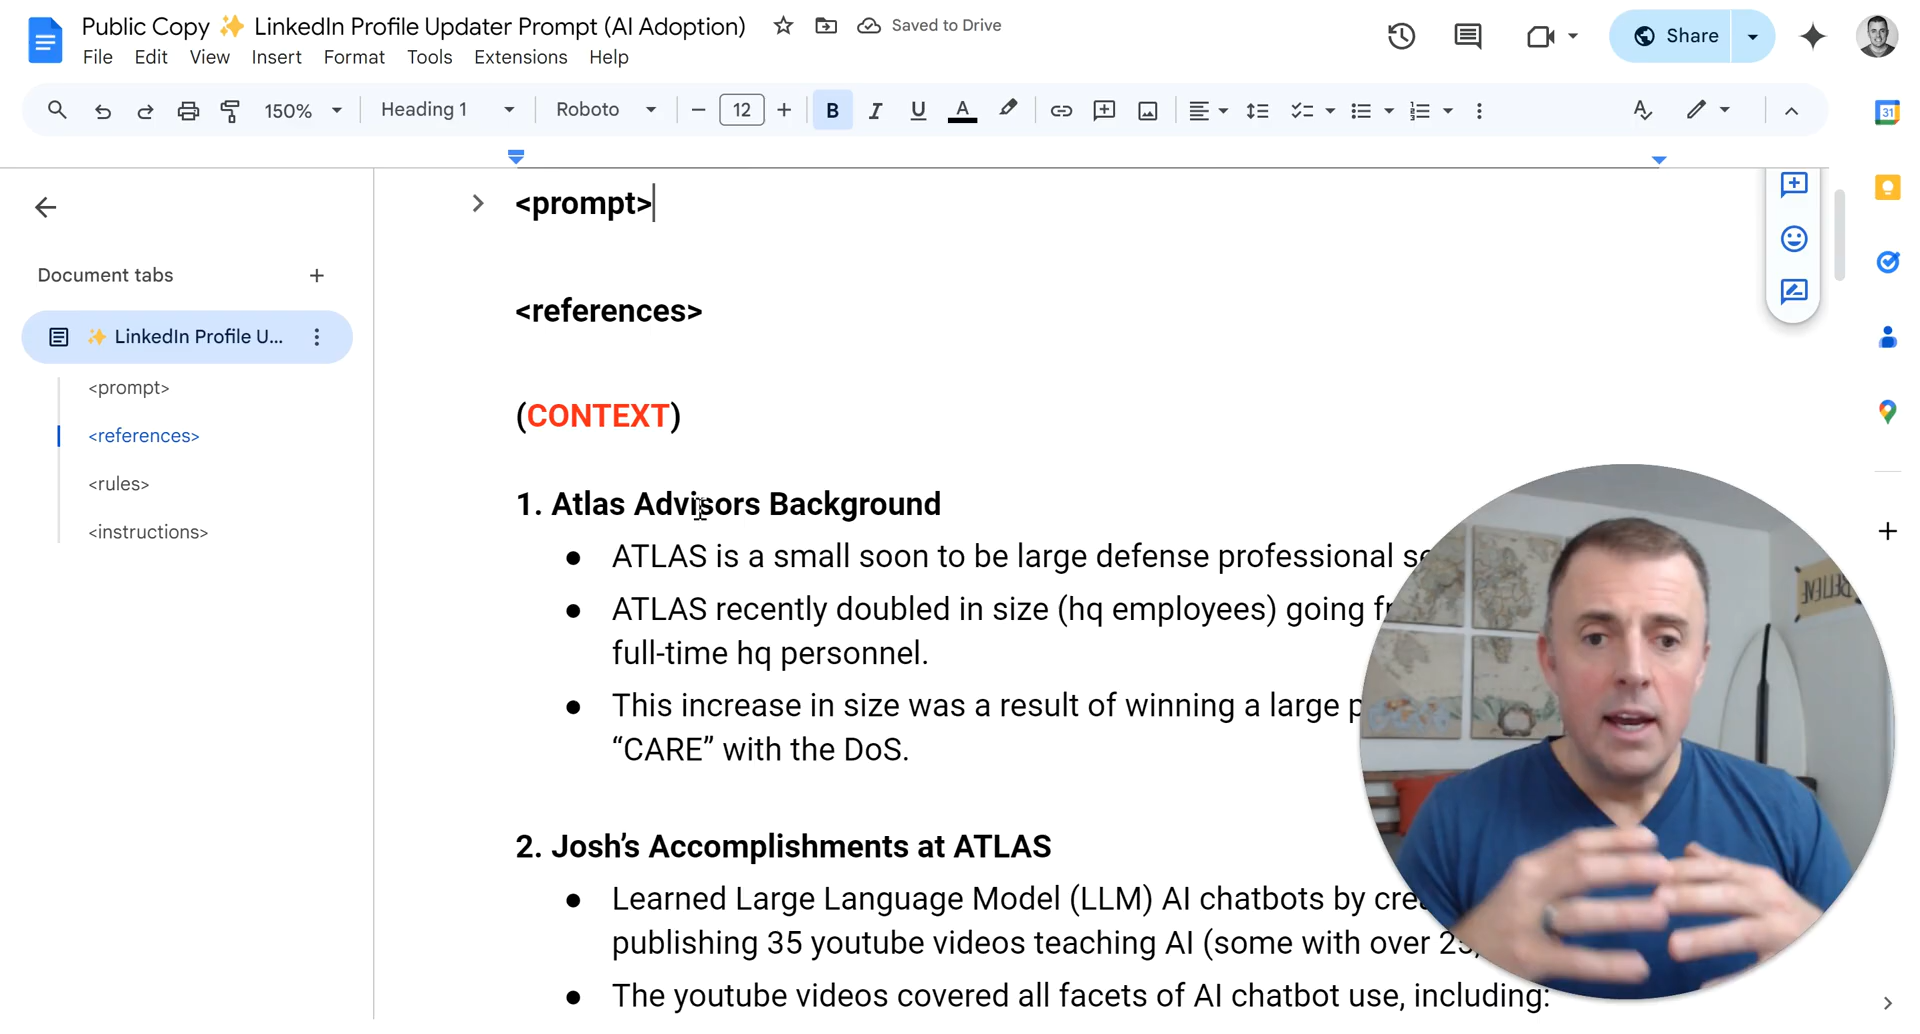 Public Copy ✨ LinkedIn Profile Updater Prompt (AI Adoption)
Saved to Drive
File Edit View Insert Format Tools Extensions Help
Share
150%
Heading 1
Roboto
12
B I U A
31
Document tabs
✨ LinkedIn Profile U...
<prompt>
<references>
<rules>
<instructions>
<prompt>
<references>
(CONTEXT)
1. Atlas Advisors Background
● ATLAS is a small soon to be large defense professional
● ATLAS recently doubled in size (hq employees) going
full-time hq personnel.
● This increase in size was a result of winning a large
“CARE” with the DoS.
2. Josh’s Accomplishments at ATLAS
● Learned Large Language Model (LLM) AI chatbots by
publishing 35 youtube videos teaching AI (some with over
● The youtube videos covered all facets of AI chatbot use, including: